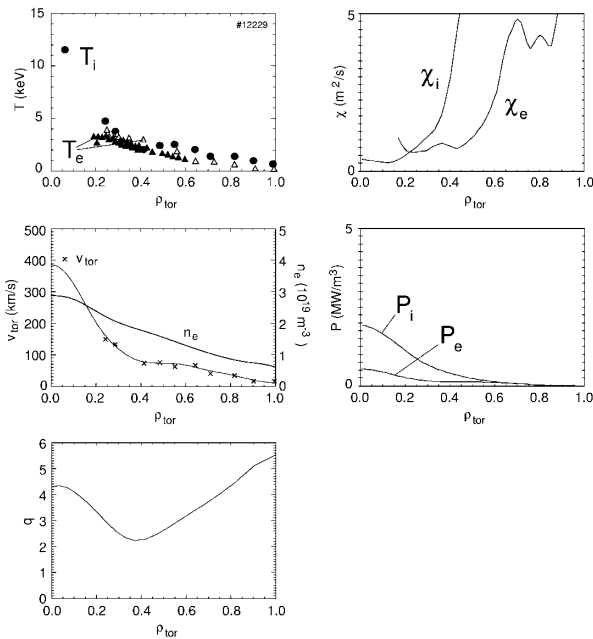 #12229
15
10
5
0
T (keV)
T_i
T_e
0.0 0.2 0.4 0.6 0.8 1.0
ρ_tor
5
0
χ (m²/s)
χ_i
χ_e
0.0 0.2 0.4 0.6 0.8 1.0
ρ_tor
500
400
300
200
100
0
v_tor (km/s)
v_tor
n_e
5
4
3
2
1
0
n_e (10¹⁹ m⁻³)
0.0 0.2 0.4 0.6 0.8 1.0
ρ_tor
5
0
P (MW/m³)
P_i
P_e
0.0 0.2 0.4 0.6 0.8 1.0
ρ_tor
6
5
4
3
2
1
0
q
0.0 0.2 0.4 0.6 0.8 1.0
ρ_tor